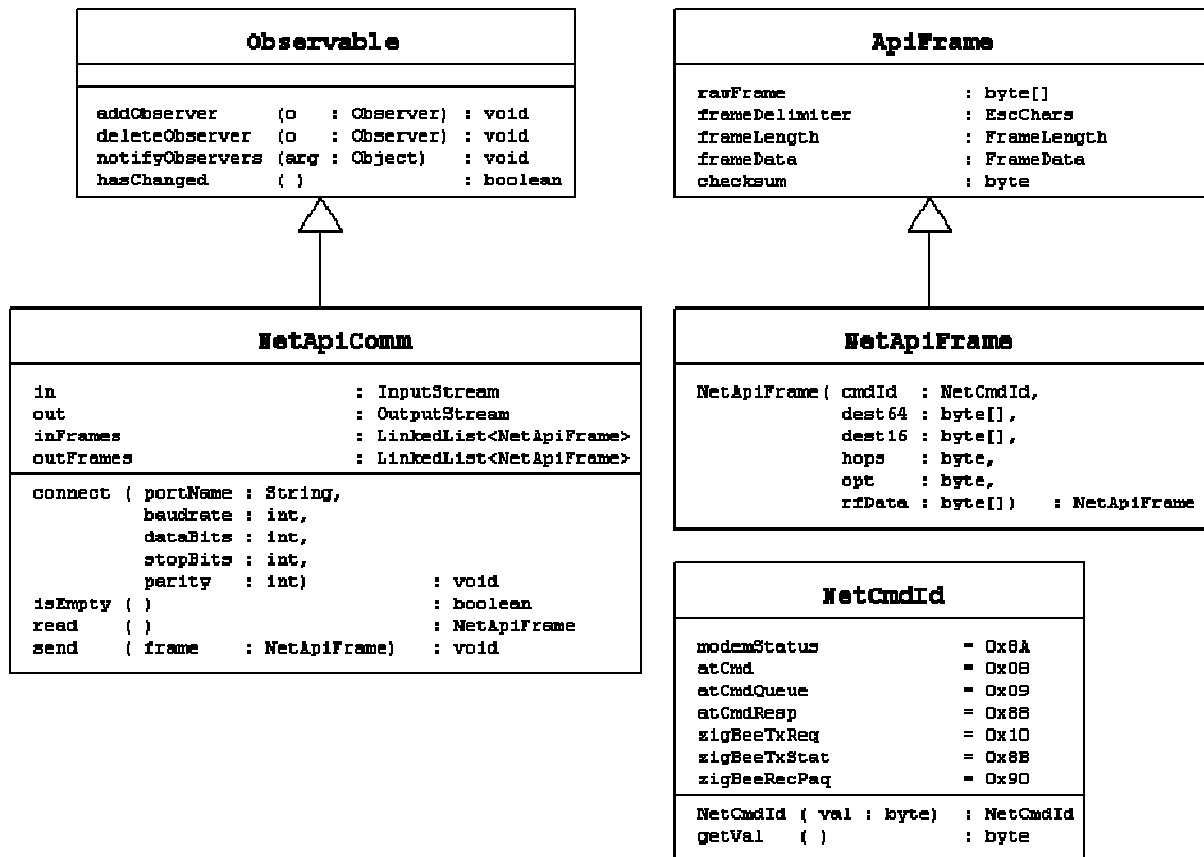 Observable
addObserver (o : Observer) : void
deleteObserver (o : Observer) : void
notifyObservers (arg : Object) : void
hasChanged ( ) : boolean
ApiFrame
rawFrame : byte[]
frameDelimiter : EscChars
frameLength : FrameLength
frameData : FrameData
checksum : byte
NetApiComm
in : InputStream
out : OutputStream
inFrames : LinkedList<NetApiFrame>
outFrames : LinkedList<NetApiFrame>
connect ( portName : String,
baudrate : int,
dataBits : int,
stopBits : int,
parity : int) : void
isEmpty ( ) : boolean
read ( ) : NetApiFrame
send ( frame : NetApiFrame) : void
NetApiFrame
NetApiFrame( cmdId : NetCmdId,
dest64 : byte[],
dest16 : byte[],
hops : byte,
opt : byte,
rfData : byte[]) : NetApiFrame
NetCmdId
modemStatus = 0x8A
atCmd = 0x08
atCmdQueue = 0x09
atCmdResp = 0x88
zigBeeTxReq = 0x10
zigBeeTxStat = 0x8B
zigBeeRecPaq = 0x90
NetCmdId ( val : byte) : NetCmdId
getVal ( ) : byte